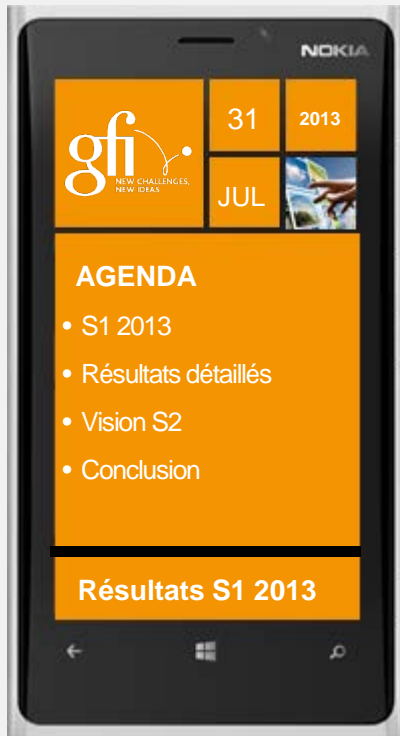 NOKIA
gfi
NEW CHALLENGES,
NEW IDEAS
31
2013
JUL
AGENDA
• S1 2013
• Résultats détaillés
• Vision S2
• Conclusion
Résultats S1 2013